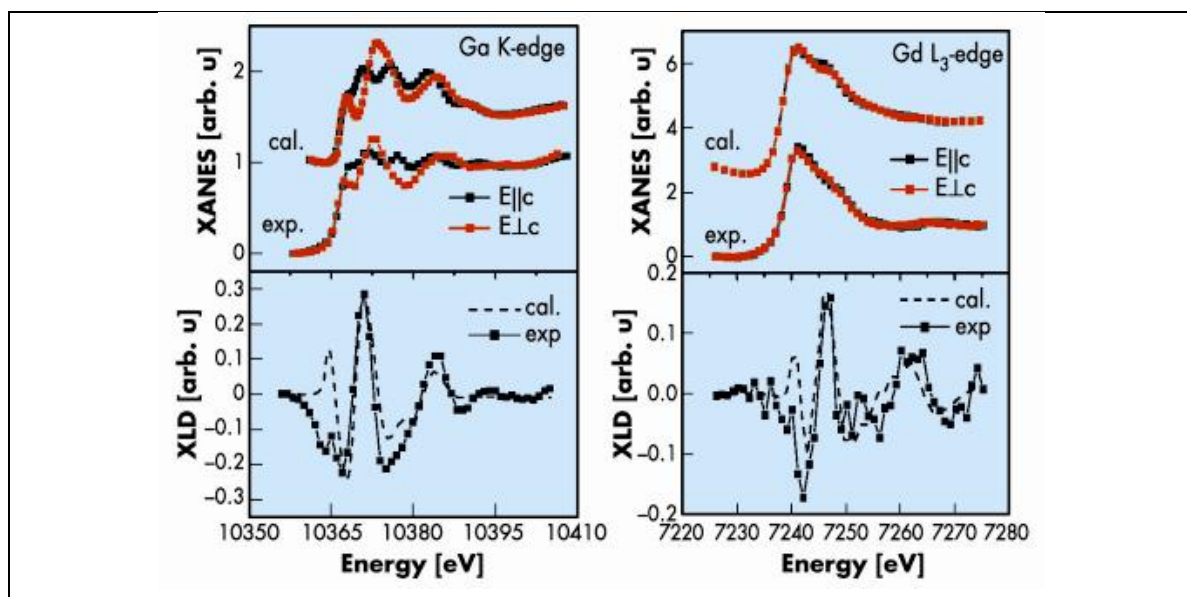 Ga K-edge
XANES [arb. u]
2
1
0
cal.
exp.
E||c
E⊥c
XLD [arb. u]
0.3
0.1
0
−0.1
−0.2
−0.3
cal.
exp
10350 10365 10380 10395 10410
Energy [eV]
Gd L3-edge
XANES [arb. u]
6
4
2
0
cal.
exp.
E||c
E⊥c
XLD [arb. u]
0.2
0.1
0.0
−0.1
−0.2
cal.
exp
7220 7230 7240 7250 7260 7270 7280
Energy [eV]